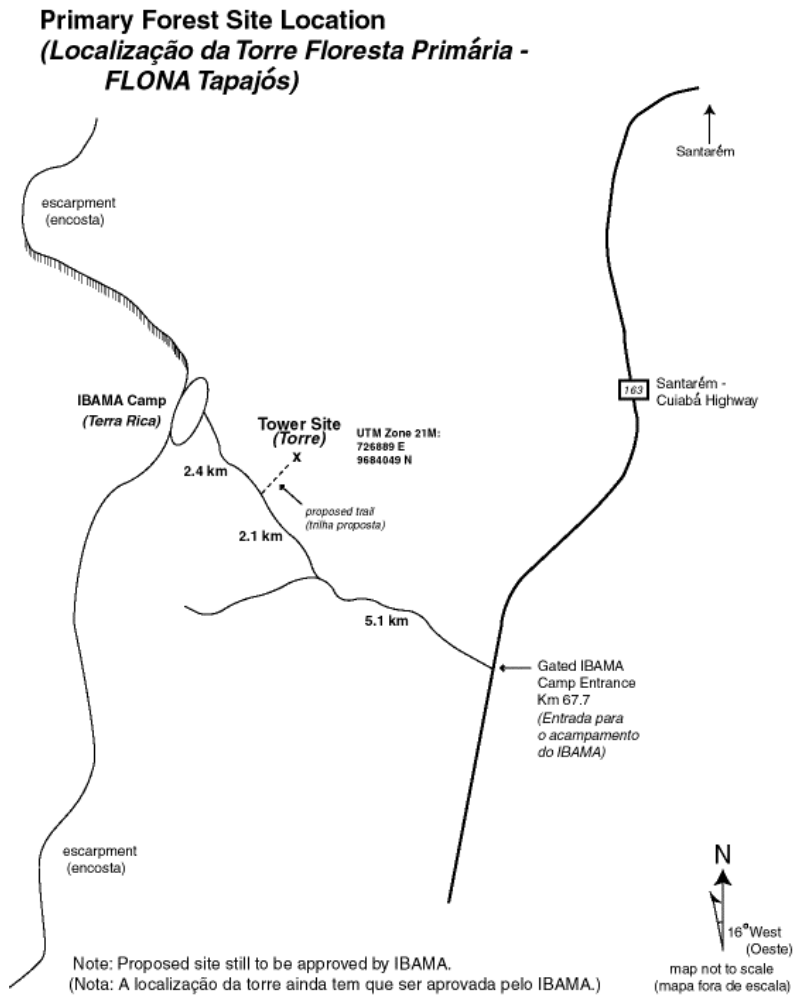 Primary Forest Site Location
(Localização da Torre Floresta Primária -
FLONA Tapajós)
Santarém
escarpment
(encosta)
163
Santarém -
Cuiabá Highway
IBAMA Camp
(Terra Rica)
Tower Site
(Torre)
x
UTM Zone 21M:
726889 E
9684049 N
2.4 km
proposed trail
(trilha proposta)
2.1 km
5.1 km
Gated IBAMA
Camp Entrance
Km 67.7
(Entrada para
o acampamento
do IBAMA)
escarpment
(encosta)
N
16° West
(Oeste)
map not to scale
(mapa fora de escala)
Note: Proposed site still to be approved by IBAMA.
(Nota: A localização da torre ainda tem que ser aprovada pelo IBAMA.)